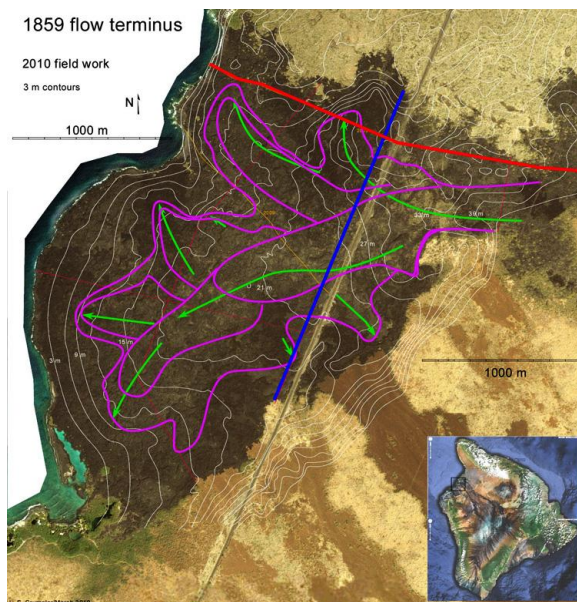 1859 flow terminus
2010 field work
3 m contours
N
1000 m
33 m
39 m
27 m
21 m
3 m
9 m
15 m
1000 m